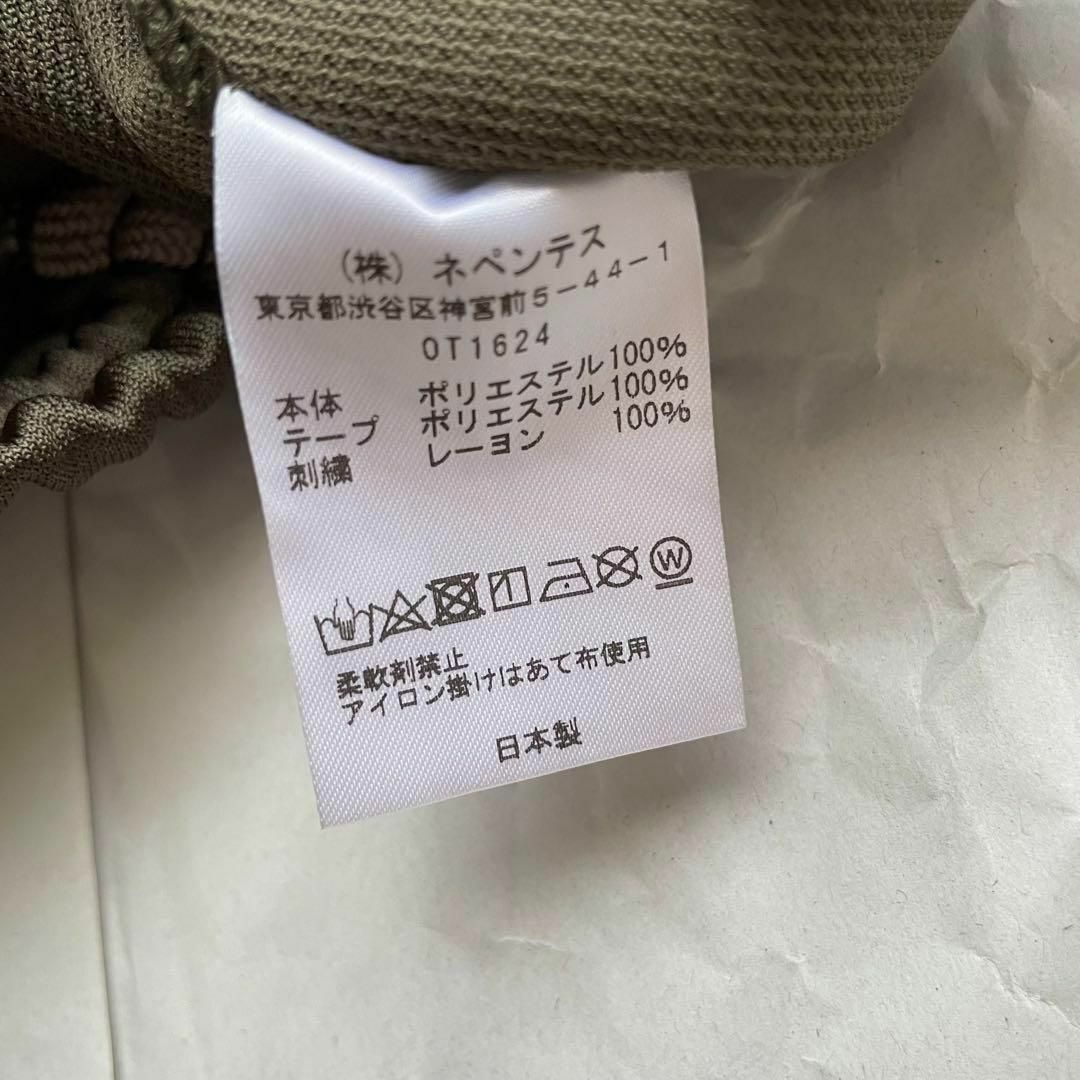 （株）ネペンテス
東京都渋谷区神宮前5-44-1
OT1624
本体 ポリエステル100%
テープ ポリエステル100%
刺繍 レーヨン 100%
W
柔軟剤禁止
アイロン掛けはあて布使用
日本製